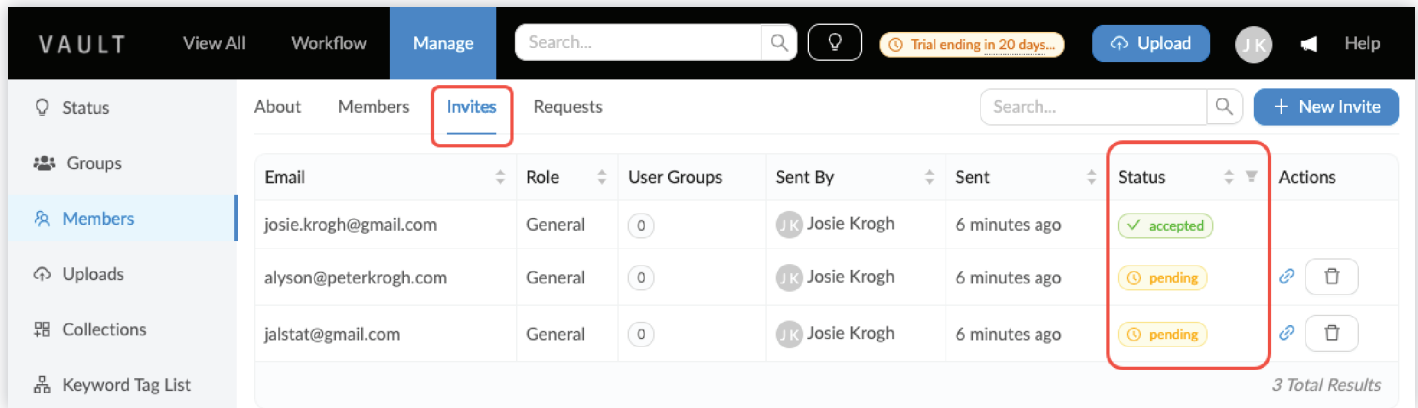 VAULT View All Workflow Manage Search... Trial ending in 20 days... Upload J K Help
Status
Groups
Members
Uploads
Collections
Keyword Tag List
About Members Invites Requests Search... + New Invite
Email Role User Groups Sent By Sent Status Actions
josie.krogh@gmail.com General 0 J K Josie Krogh 6 minutes ago accepted
alyson@peterkrogh.com General 0 J K Josie Krogh 6 minutes ago pending
jalstat@gmail.com General 0 J K Josie Krogh 6 minutes ago pending
3 Total Results